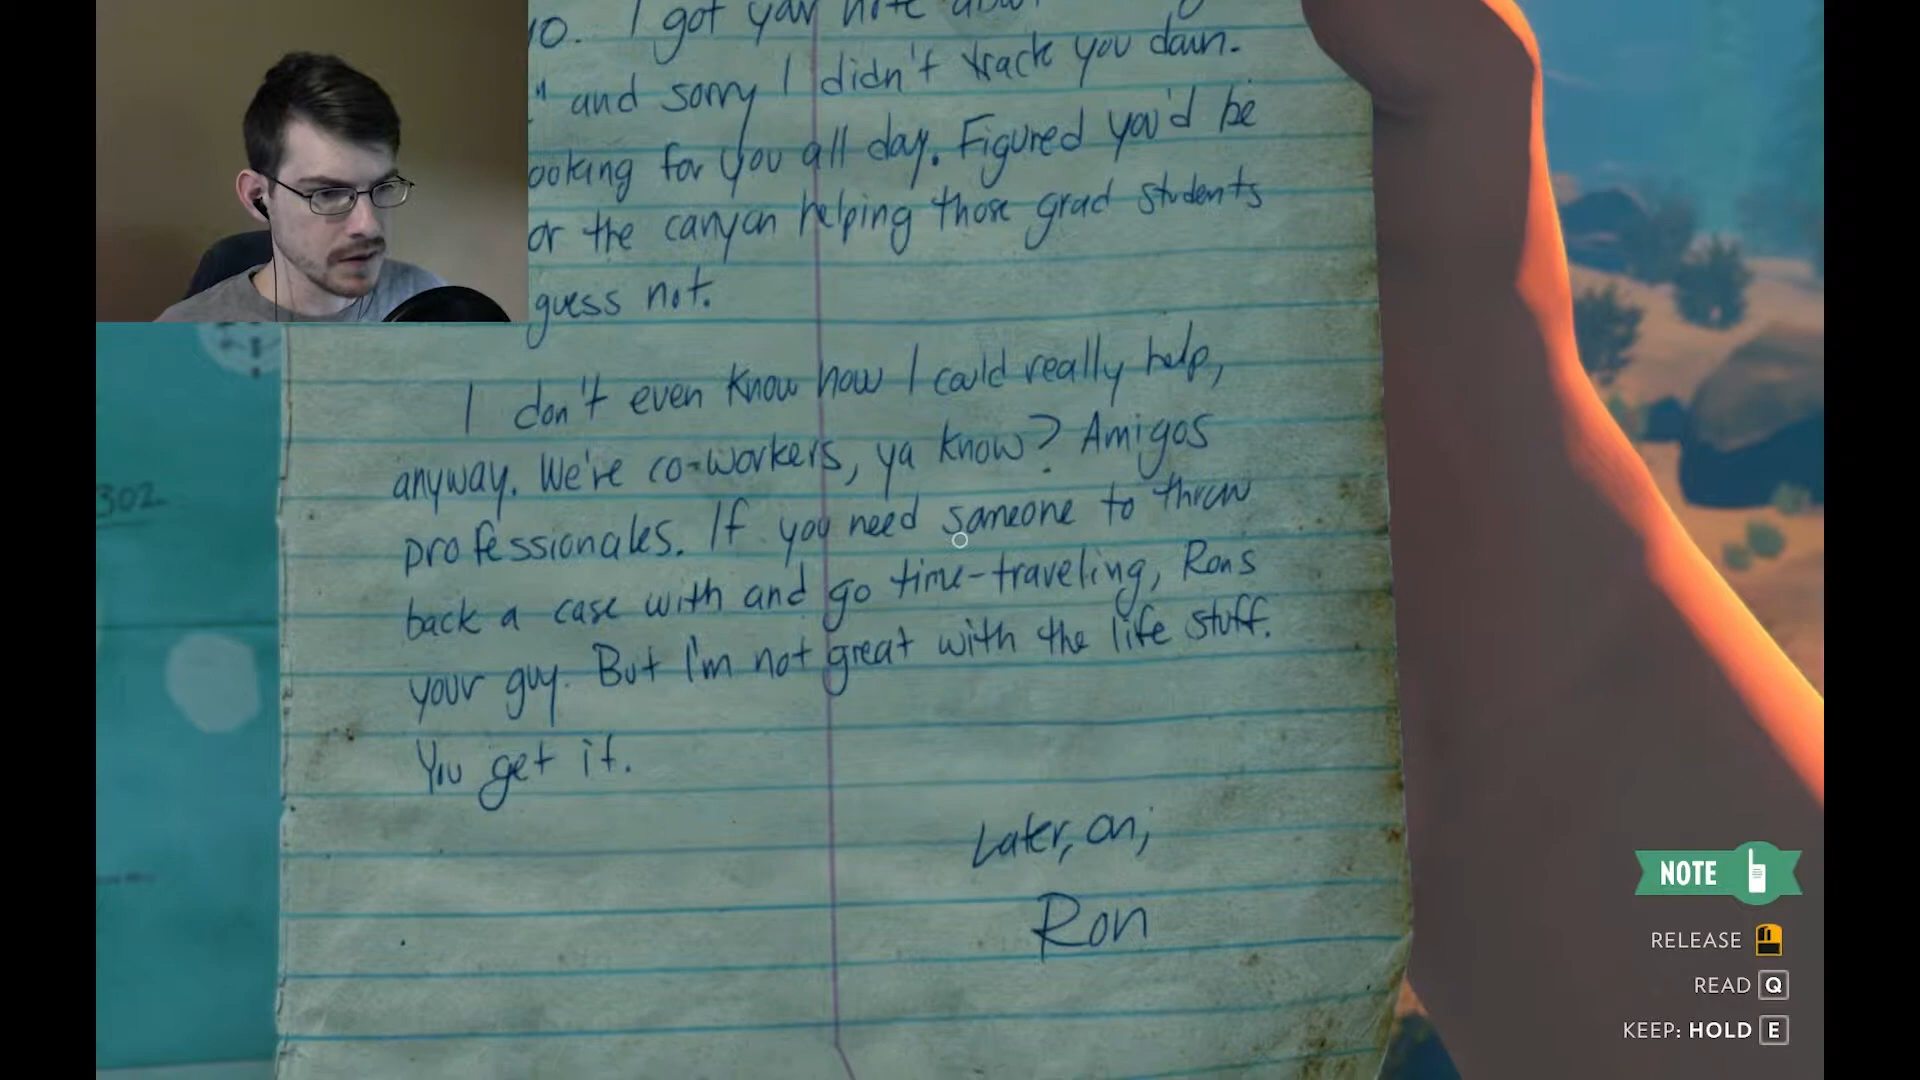 10. I got your note
" and sorry I didn't track you down.
ooking for you all day. Figured you'd be
or the canyon helping those grad students
guess not.
I don't even know how I could really help,
anyway. We're co-workers, ya know? Amigos
professionales. If you need someone to throw
back a case with and go time-traveling, Ron's
your guy. But I'm not great with the life stuff.
You get it.
Later, on,
Ron
302
NOTE
RELEASE
READ Q
KEEP: HOLD E